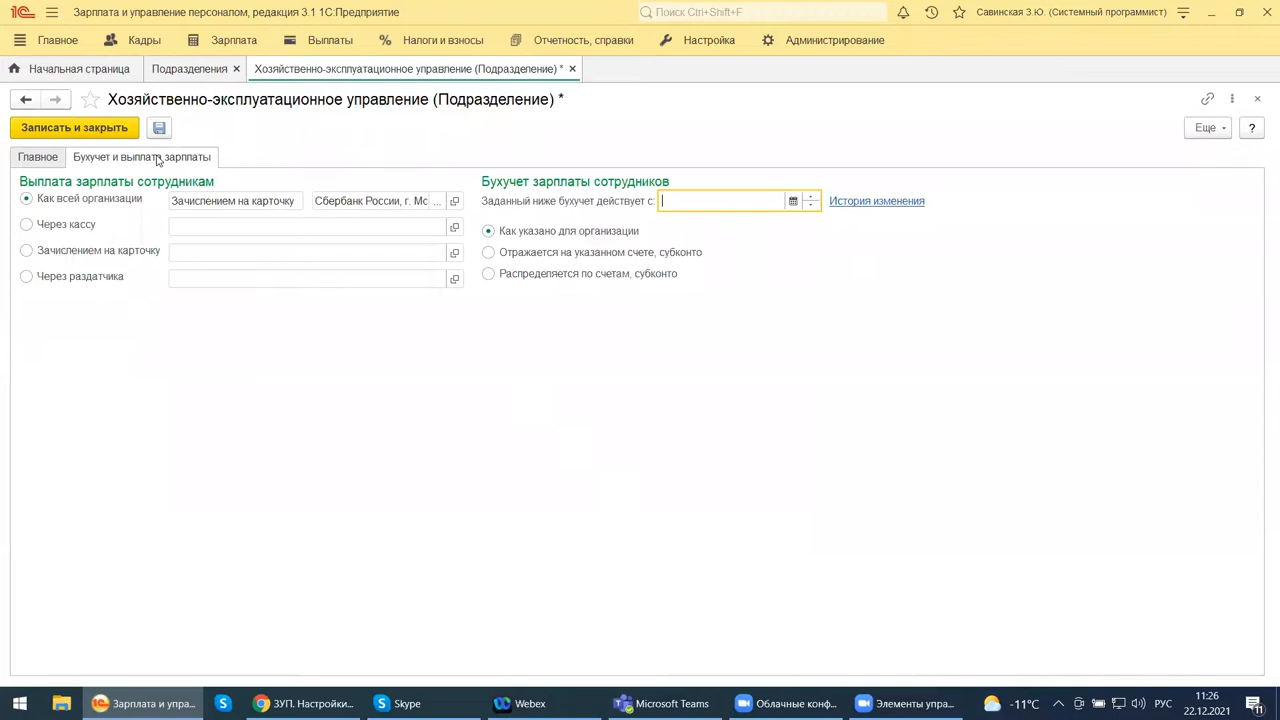 Зарплата и управление персоналом, редакция 3.1 1С:Предприятие
Поиск Ctrl+Shift+F
Савинская З.Ю (Системный программист)
Главное
Кадры
Зарплата
Выплаты
Налоги и взносы
Отчетность, справки
Настройка
Администрирование
Начальная страница
Подразделения
Хозяйственно-эксплуатационное управление (Подразделение) *
Хозяйственно-эксплуатационное управление (Подразделение) *
Записать и закрыть
Еще
?
Главное
Бухучет и выплата зарплаты
Выплата зарплаты сотрудникам
Как всей организации
Зачислением на карточку
Сбербанк России, г. Мс
...
Через кассу
Зачислением на карточку
Через раздатчика
Бухучет зарплаты сотрудников
Заданный ниже бухучет действует с:
История изменения
Как указано для организации
Отражается на указанном счете, субконто
Распределяется по счетам, субконто
Зарплата и упра...
ЗУП. Настройки...
Skype
Webex
Microsoft Teams
Облачные конф...
Элементы упра...
-11°C
РУС
11:26
22.12.2021
11